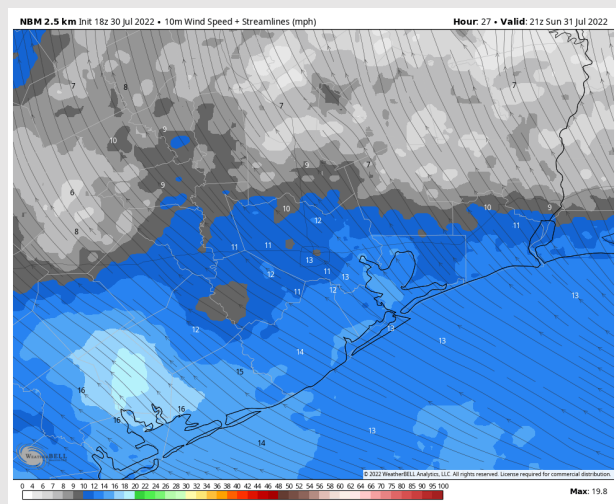 NBM 2.5 km Init 18z 30 Jul 2022 • 10m Wind Speed + Streamlines (mph) Hour: 27 • Valid: 21z Sun 31 Jul 2022
7 8 7 7
9 10
9 7
9
6
10 10 9
12 11
8
11 11
13
12 11 13 13
11 12
12 13 13
14
15
16
16
13
14
WEATHERBELL
© 2022 WeatherBELL Analytics, LLC. All rights reserved. License required for commercial distribution.
0 4 6 7 8 9 10 12 14 16 18 20 22 24 26 28 30 32 34 36 38 40 42 44 46 48 50 52 54 56 58 60 62 64 66 70 75 80 85 90 95 100
Max: 19.8